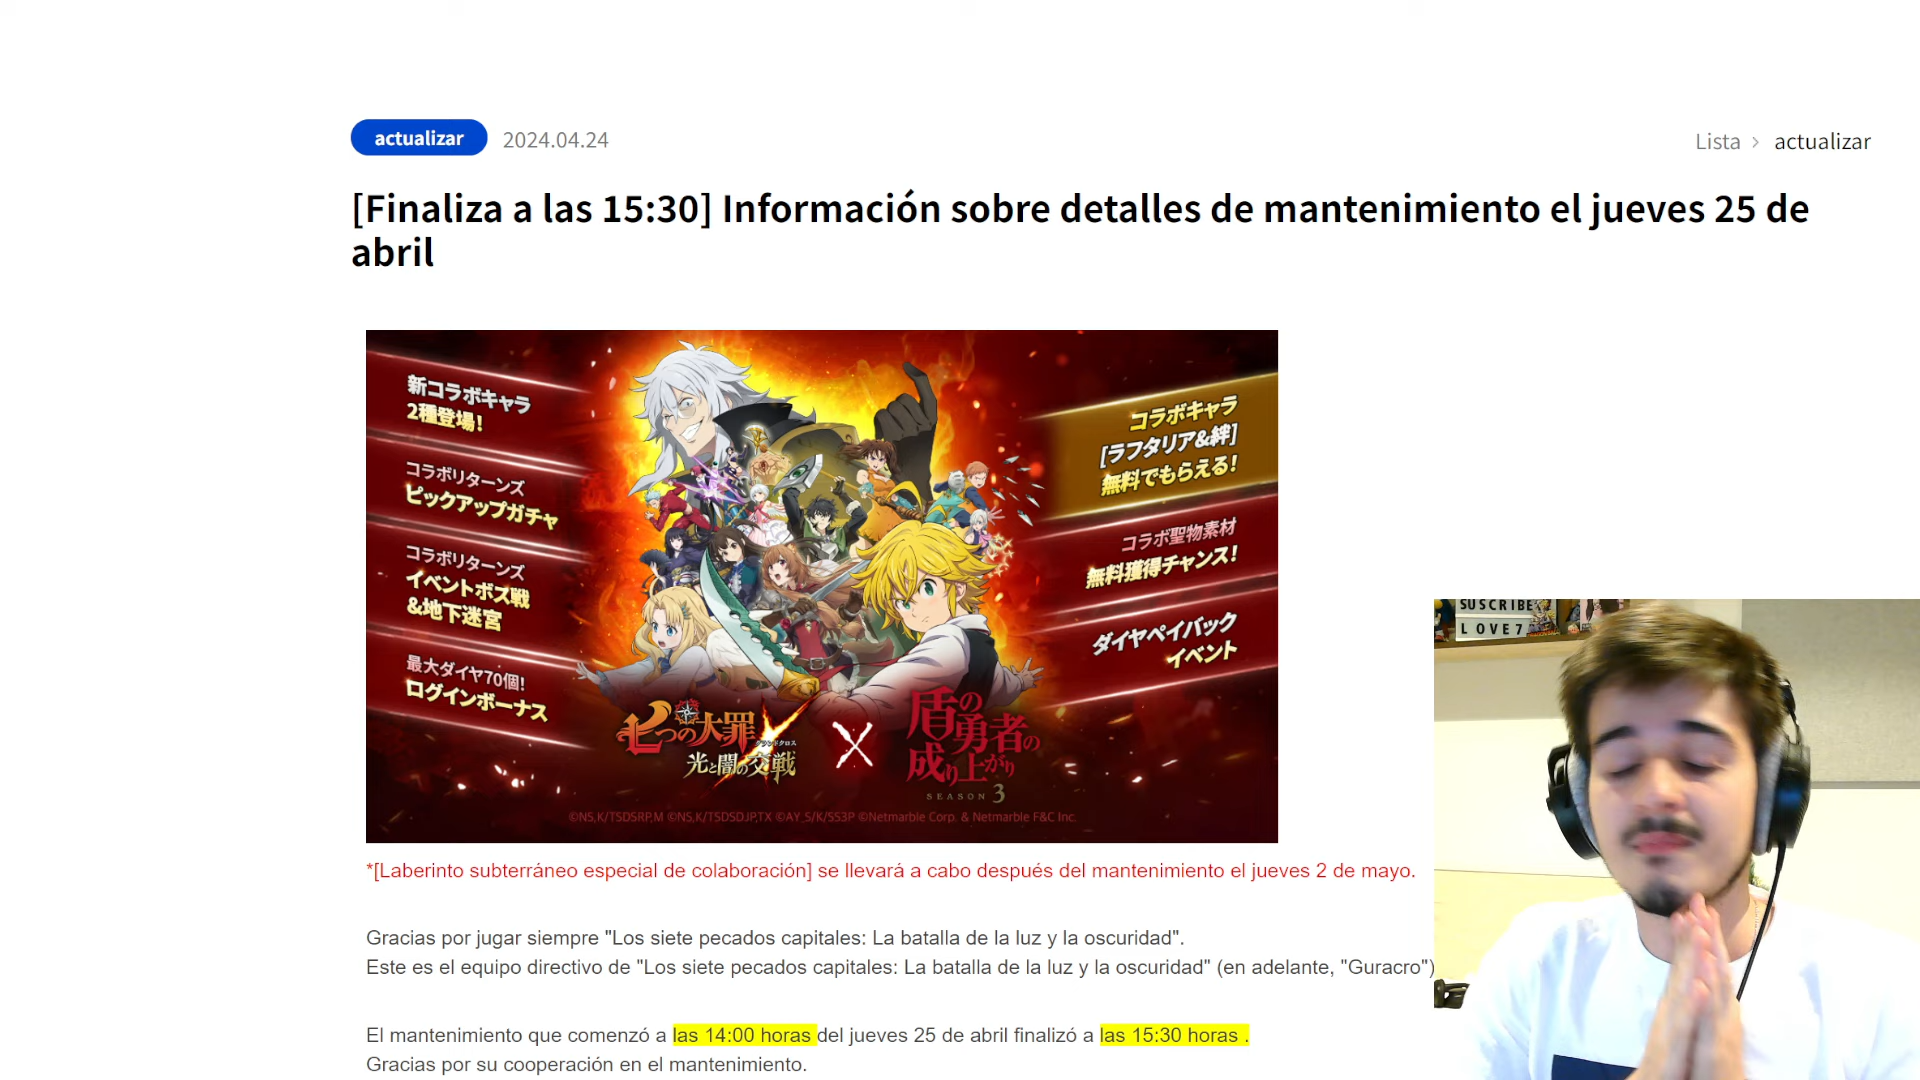 actualizar 2024.04.24
Lista > actualizar
[Finaliza a las 15:30] Información sobre detalles de mantenimiento el jueves 25 de
abril
新コラボキャラ
2種登場!
コラボリターンズ
ピックアップガチャ
コラボリターンズ
イベントボス戦
&地下迷宮
最大ダイヤ70個!
ログインボーナス
コラボキャラ
[ラフタリア&絆]
無料でもらえる!
コラボ聖物素材
無料獲得チャンス!
ダイヤペイバック
イベント
七つの大罪
グランドクロス
光と闇の交戦
X
盾の勇者の
成り上がり
SEASON 3
©NS,K/TSDSRP,M ©NS,K/TSDSDJP,TX ©AY_S/K/SS3P ©Netmarble Corp. & Netmarble F&C Inc.
*[Laberinto subterráneo especial de colaboración] se llevará a cabo después del mantenimiento el jueves 2 de mayo.
Gracias por jugar siempre "Los siete pecados capitales: La batalla de la luz y la oscuridad".
Este es el equipo directivo de "Los siete pecados capitales: La batalla de la luz y la oscuridad" (en adelante, "Guracro")
El mantenimiento que comenzó a las 14:00 horas del jueves 25 de abril finalizó a las 15:30 horas .
Gracias por su cooperación en el mantenimiento.
SUSCRIBE
LOVE7